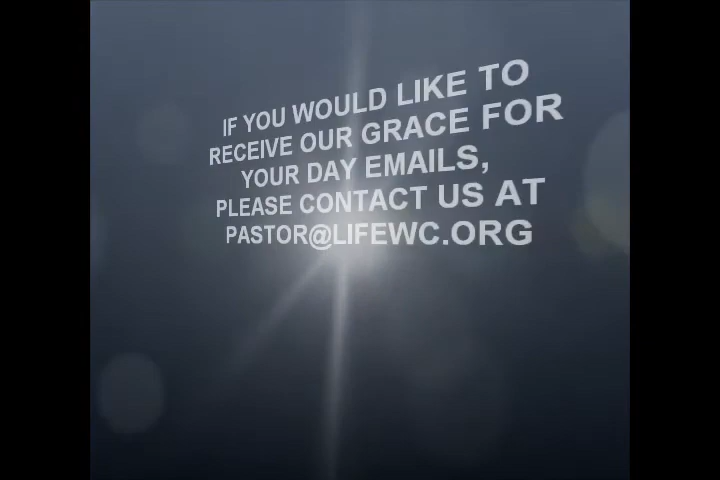 IF YOU WOULD LIKE TO
RECEIVE OUR GRACE FOR
YOUR DAY EMAILS,
PLEASE CONTACT US AT
PASTOR@LIFEWC.ORG